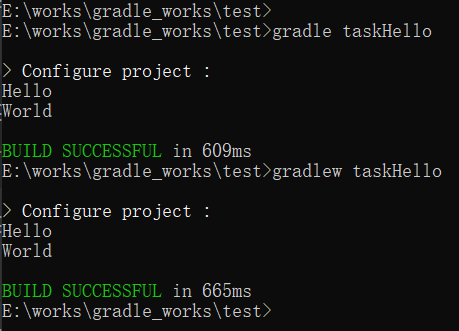 E:\works\gradle_works\test>
E:\works\gradle_works\test>gradle taskHello
> Configure project :
Hello
World
BUILD SUCCESSFUL in 609ms
E:\works\gradle_works\test>gradlew taskHello
> Configure project :
Hello
World
BUILD SUCCESSFUL in 665ms
E:\works\gradle_works\test>